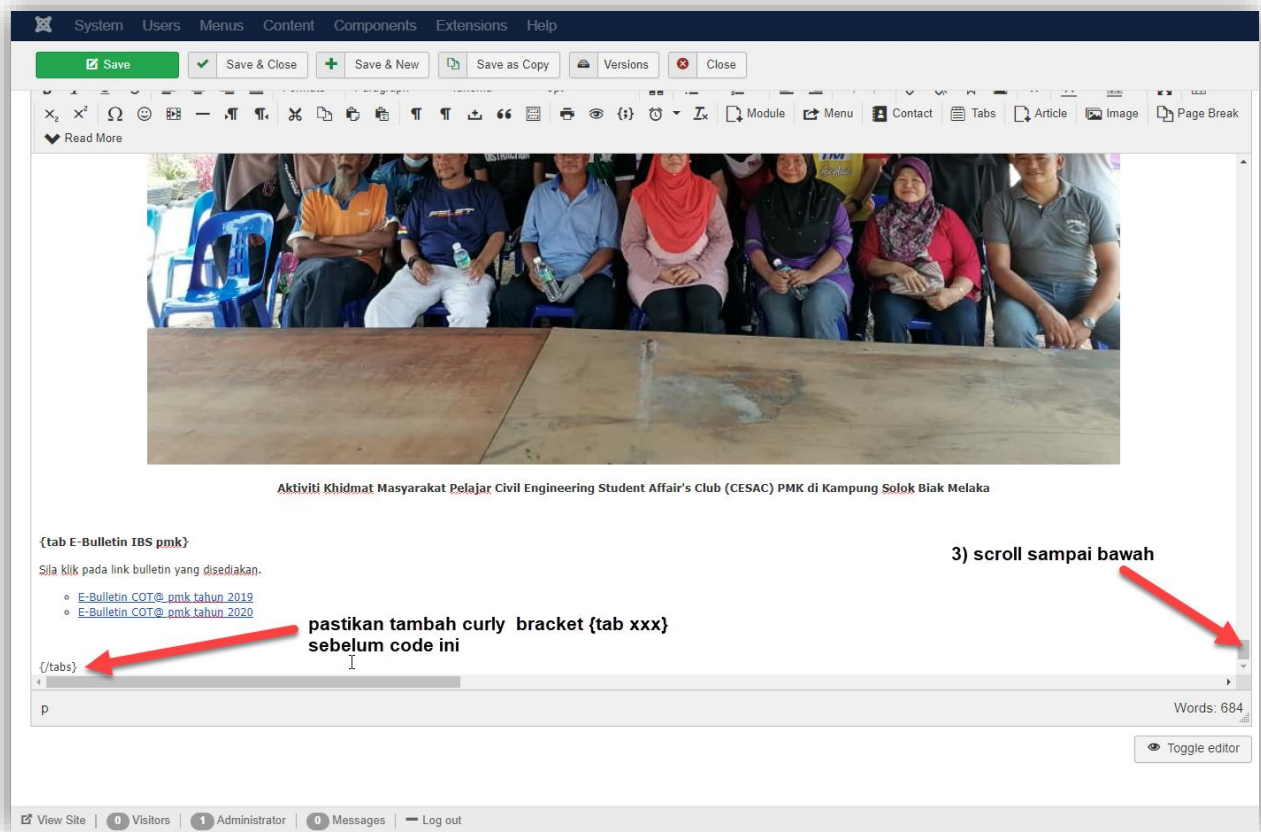 System Users Menus Content Components Extensions Help
Save Save & Close Save & New Save as Copy Versions Close
Module Menu Contact Tabs Article Image Page Break
Read More
Aktiviti Khidmat Masyarakat Pelajar Civil Engineering Student Affair's Club (CESAC) PMK di Kampung Solok Biak Melaka
{tab E-Bulletin IBS pmk}
3) scroll sampai bawah
Sila klik pada link bulletin yang disediakan.
E-Bulletin COT@ pmk tahun 2019
E-Bulletin COT@ pmk tahun 2020
pastikan tambah curly bracket {tab xxx}
sebelum code ini
{/tabs}
p Words: 684
Toggle editor
View Site | 0 Visitors | 1 Administrator | 0 Messages | Log out